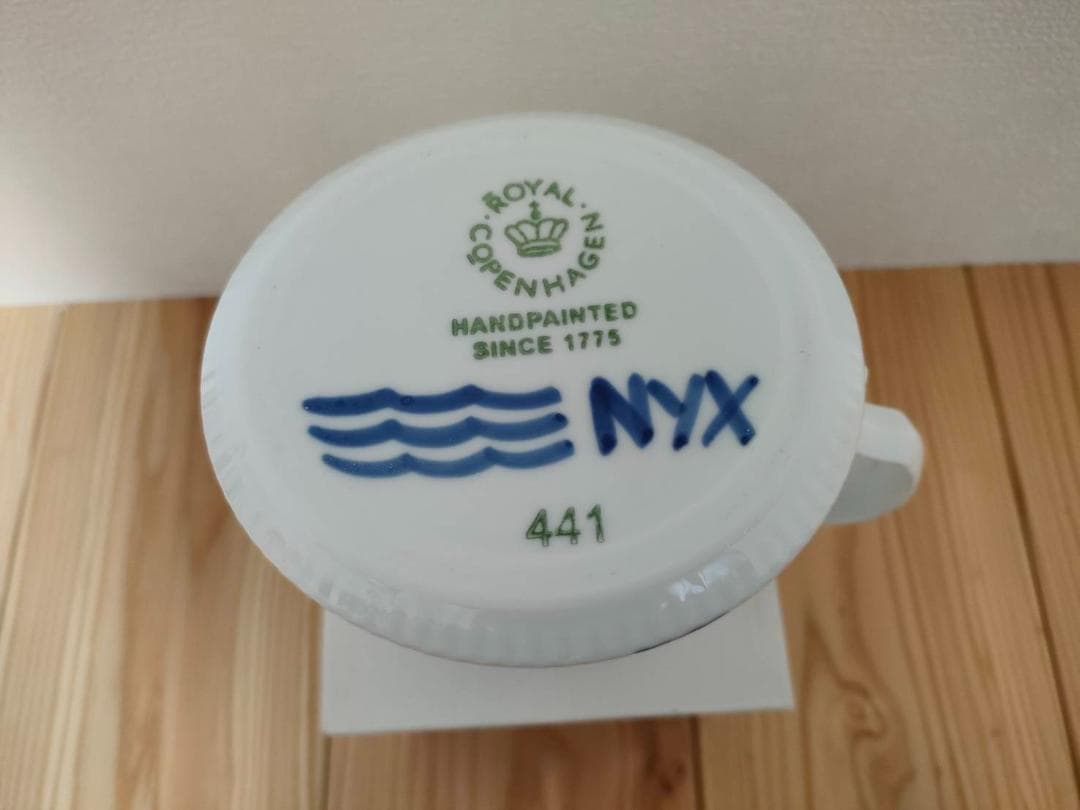 ROYAL
COPENHAGEN
HANDPAINTED
SINCE 1775
NYX
441